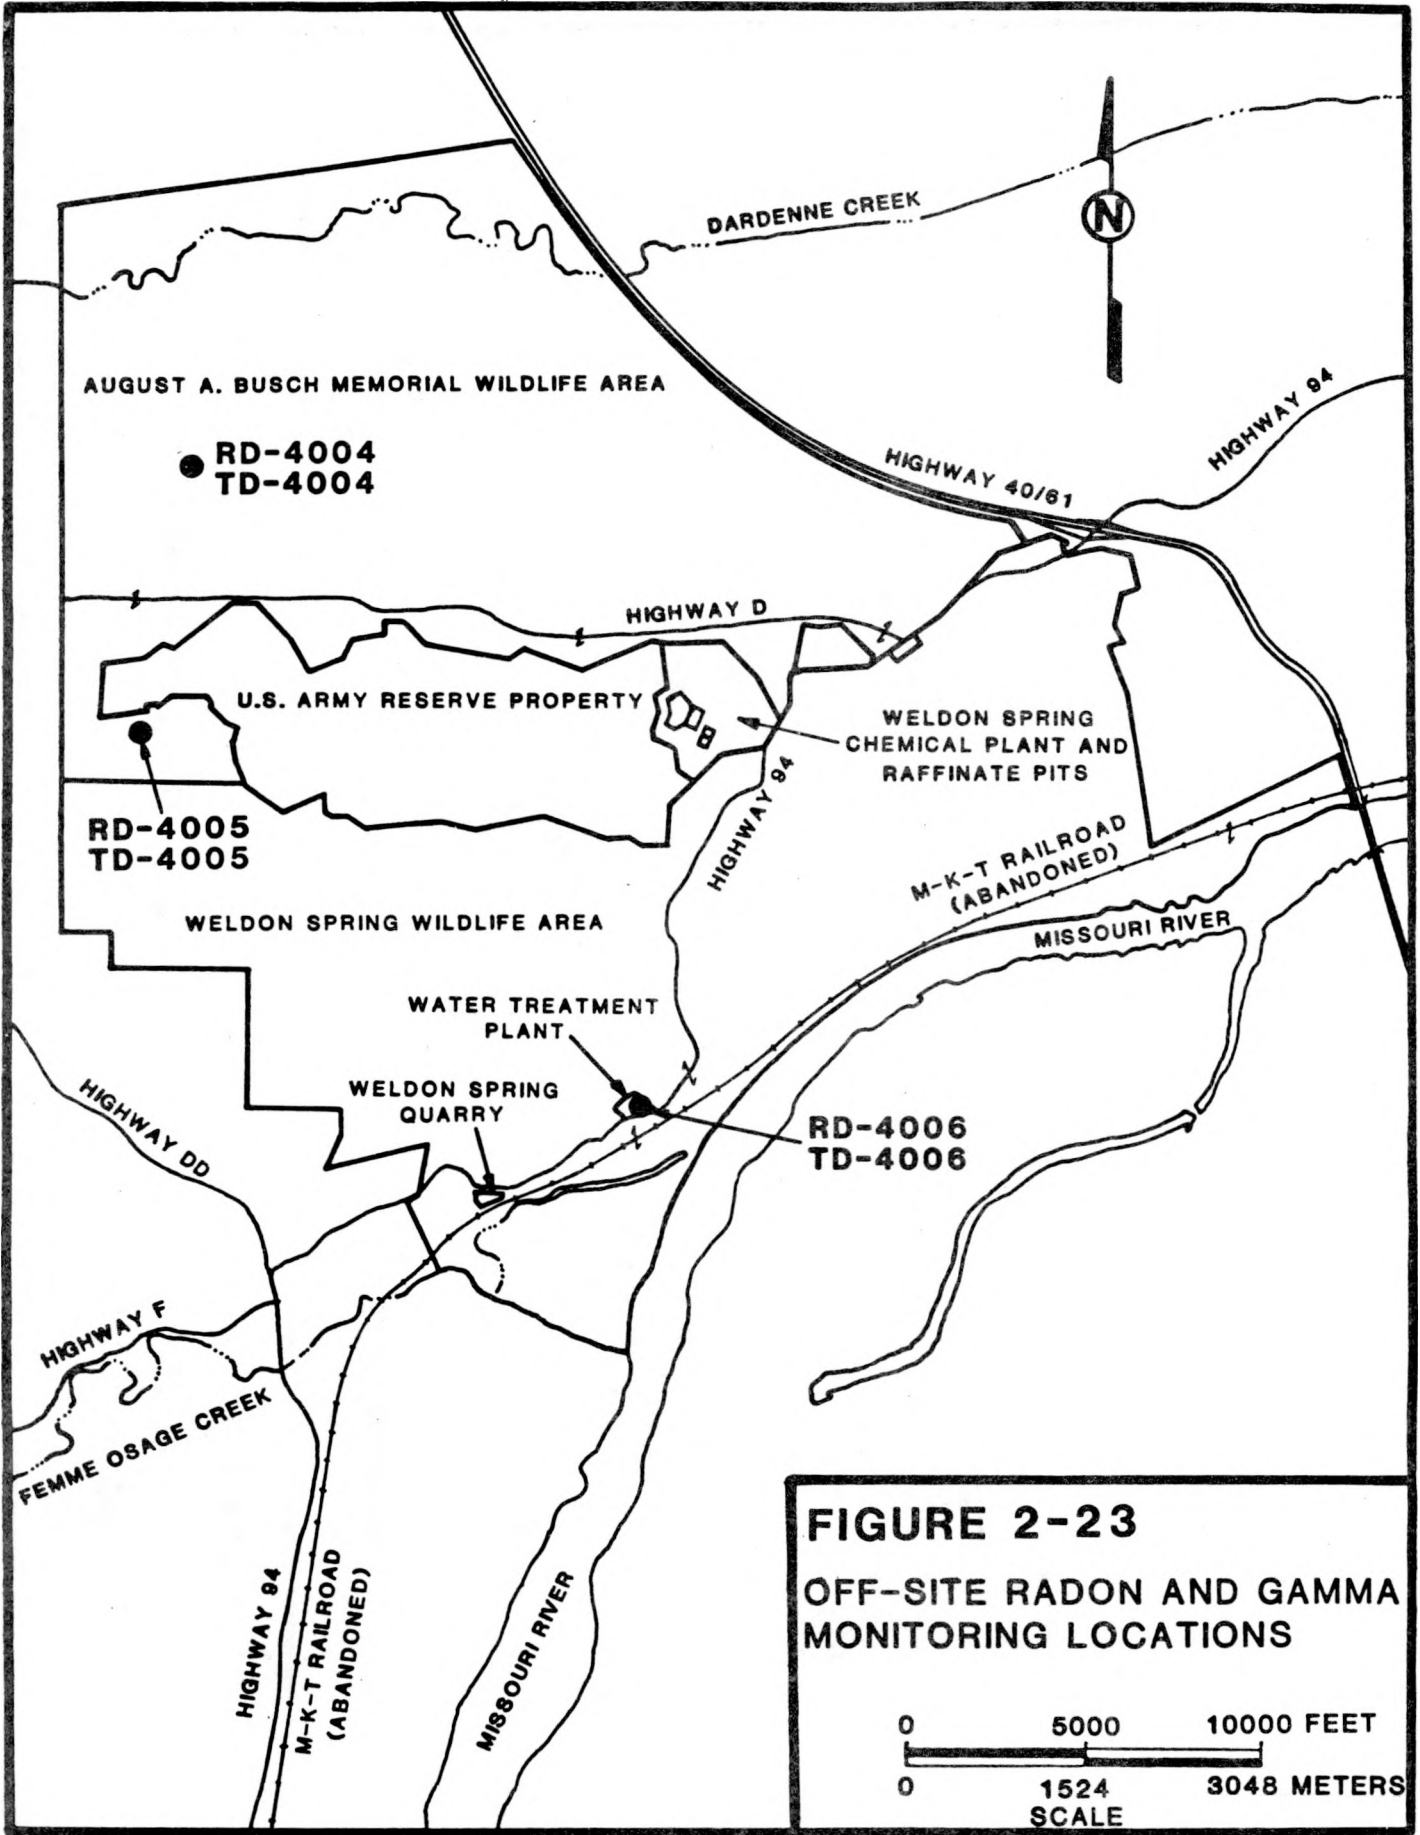 DARDENNE CREEK
N
AUGUST A. BUSCH MEMORIAL WILDLIFE AREA
HIGHWAY 94
RD-4004
TD-4004
HIGHWAY 40/61
HIGHWAY D
U.S. ARMY RESERVE PROPERTY
WELDON SPRING
CHEMICAL PLANT AND
RAFFINATE PITS
RD-4005
TD-4005
HIGHWAY 94
M-K-T RAILROAD
(ABANDONED)
WELDON SPRING WILDLIFE AREA
MISSOURI RIVER
WATER TREATMENT
PLANT
WELDON SPRING
QUARRY
HIGHWAY DD
RD-4006
TD-4006
HIGHWAY F
FEMME OSAGE CREEK
HIGHWAY 94
M-K-T RAILROAD
(ABANDONED)
MISSOURI RIVER
FIGURE 2-23
OFF-SITE RADON AND GAMMA
MONITORING LOCATIONS
0 5000 10000 FEET
0 1524 3048 METERS
SCALE